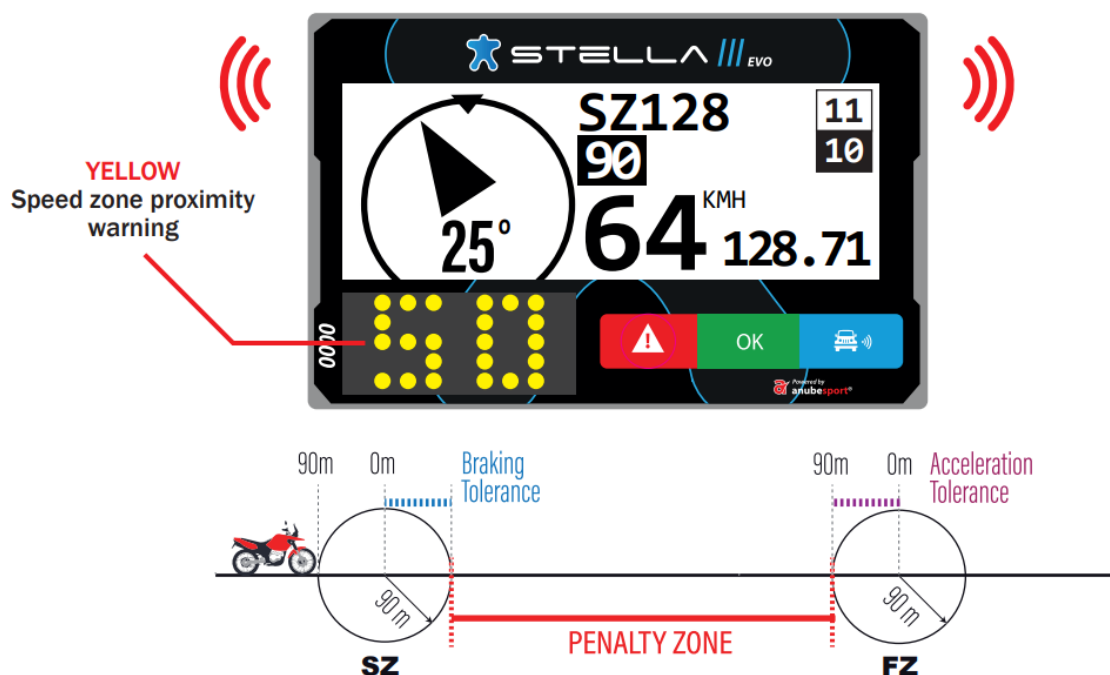 STELLA III EVO
SZ128
11
90
10
64 KMH
128.71
25°
YELLOW
Speed zone proximity
warning
50
0000
OK
Powered by
anubesport®
90m 0m Braking
Tolerance
90m 0m Acceleration
Tolerance
90 m
90 m
PENALTY ZONE
SZ
FZ